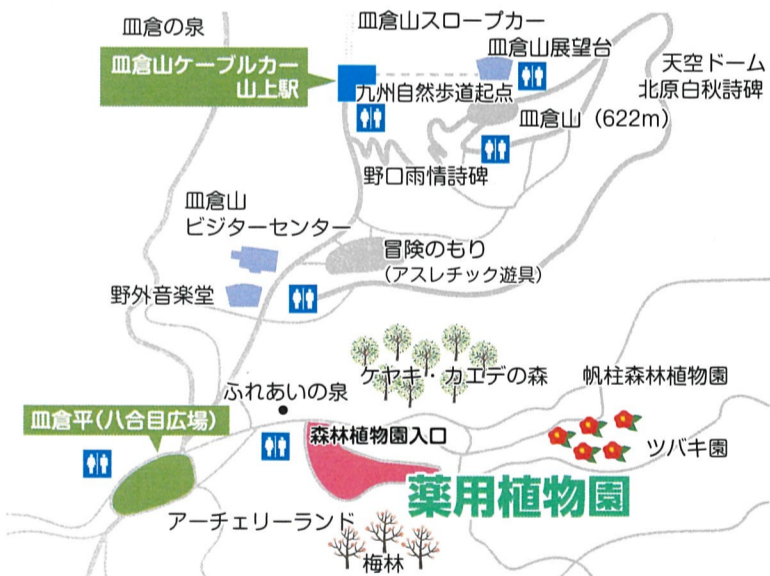 皿倉の泉
皿倉山スロープカー
皿倉山展望台
皿倉山ケーブルカー
山上駅
天空ドーム
北原白秋詩碑
九州自然歩道起点
皿倉山（622m）
野口雨情詩碑
皿倉山
ビジターセンター
冒険のもり
（アスレチック遊具）
野外音楽堂
ケヤキ・カエデの森
帆柱森林植物園
ふれあいの泉
皿倉平（八合目広場）
森林植物園入口
ツバキ園
薬用植物園
アーチェリーランド
梅林